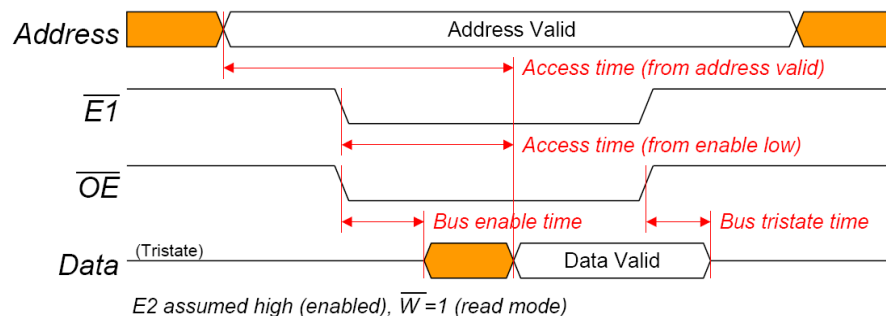 Address
Address Valid
Access time (from address valid)
E1
Access time (from enable low)
OE
Bus enable time
Bus tristate time
Data
(Tristate)
Data Valid
E2 assumed high (enabled), W=1 (read mode)